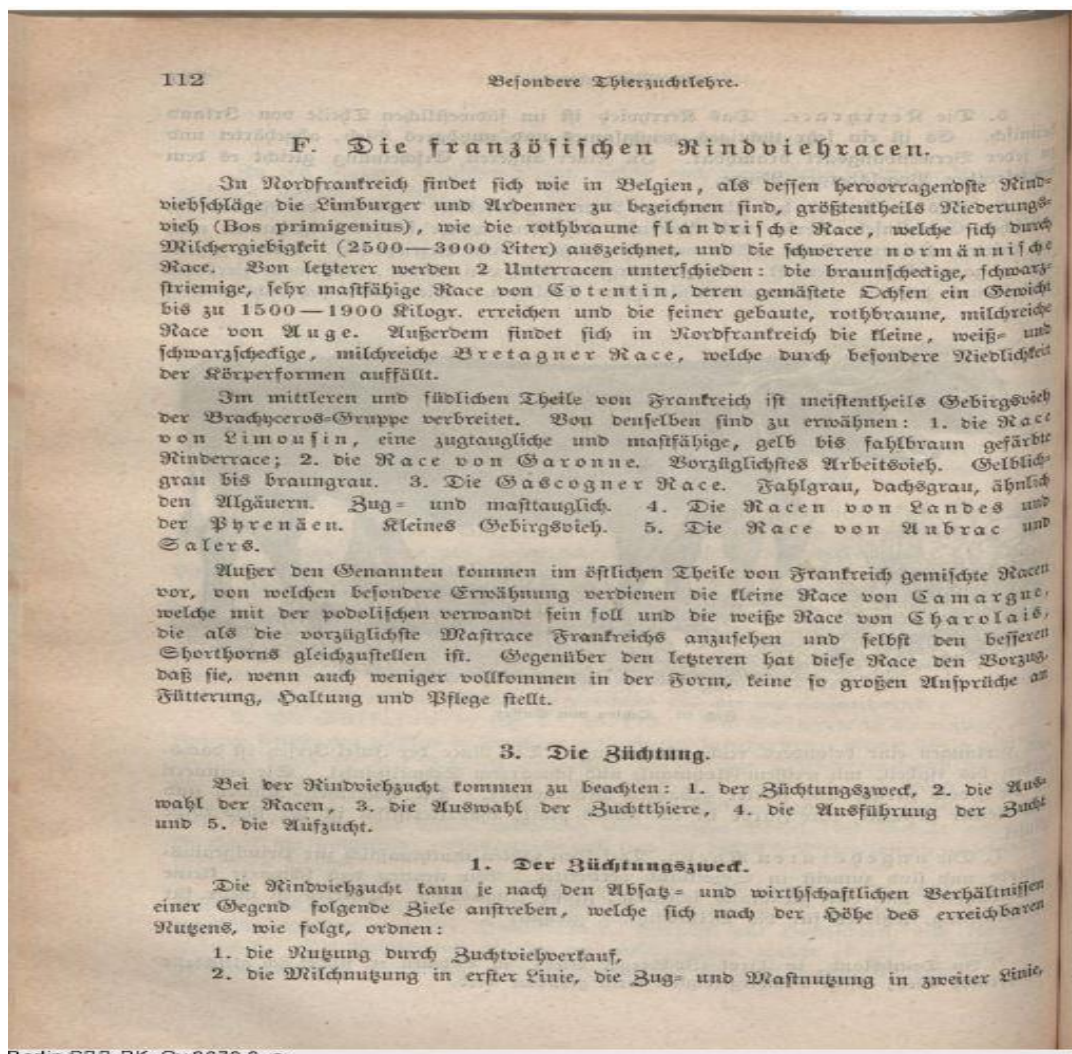 112
Besondere Thierzuchtlehre.
F. Die französischen Rindviehracen.
In Nordfrankreich findet sich wie in Belgien, als dessen hervorragendste Rind-
viehschläge die Limburger und Ardenner zu bezeichnen sind, größtentheils Niederungs-
vieh (Bos primigenius), wie die rothbraune flandrische Race, welche sich durch
Milchergiebigkeit (2500—3000 Liter) auszeichnet, und die schwerere normännische
Race. Von letzterer werden 2 Unterracen unterschieden: die braunscheckige, schwarz-
striemige, sehr mastfähige Race von Cotentin, deren gemästete Ochsen ein Gewicht
bis zu 1500—1900 Kilogr. erreichen und die feiner gebaute, rothbraune, milchreiche
Race von Auge. Außerdem findet sich in Nordfrankreich die kleine, weiß- und
schwarzscheckige, milchreiche Bretagner Race, welche durch besondere Niedlichkeit
der Körperformen auffällt.
Im mittleren und südlichen Theile von Frankreich ist meistentheils Gebirgsvieh
der Brachyceros-Gruppe verbreitet. Von denselben sind zu erwähnen: 1. die Race
von Limousin, eine zugtaugliche und mastfähige, gelb bis fahlbraun gefärbte
Rinderrace; 2. die Race von Garonne. Vorzüglichstes Arbeitsvieh. Gelblich-
grau bis braungrau. 3. Die Gascogner Race. Fahlgrau, dachsgrau, ähnlich
den Algäuern. Zug- und masttauglich. 4. Die Racen von Landes und
der Pyrenäen. Kleines Gebirgsvieh. 5. Die Race von Aubrac und
Salers.
Außer den Genannten kommen im östlichen Theile von Frankreich gemischte Racen
vor, von welchen besondere Erwähnung verdienen die kleine Race von Camargue,
welche mit der podolischen verwandt sein soll und die weiße Race von Charolais,
die als die vorzüglichste Mastrace Frankreichs anzusehen und selbst den besseren
Shorthorns gleichzustellen ist. Gegenüber den letzteren hat diese Race den Vorzug,
daß sie, wenn auch weniger vollkommen in der Form, keine so großen Ansprüche an
Fütterung, Haltung und Pflege stellt.
3. Die Züchtung.
Bei der Rindviehzucht kommen zu beachten: 1. der Züchtungszweck, 2. die Aus-
wahl der Racen, 3. die Auswahl der Zuchtthiere, 4. die Ausführung der Zucht
und 5. die Aufzucht.
1. Der Züchtungszweck.
Die Rindviehzucht kann je nach den Absatz- und wirthschaftlichen Verhältnissen
einer Gegend folgende Ziele anstreben, welche sich nach der Höhe des erreichbaren
Nutzens, wie folgt, ordnen:
1. die Nutzung durch Zuchtviehverkauf,
2. die Milchnutzung in erster Linie, die Zug- und Mastnutzung in zweiter Linie,